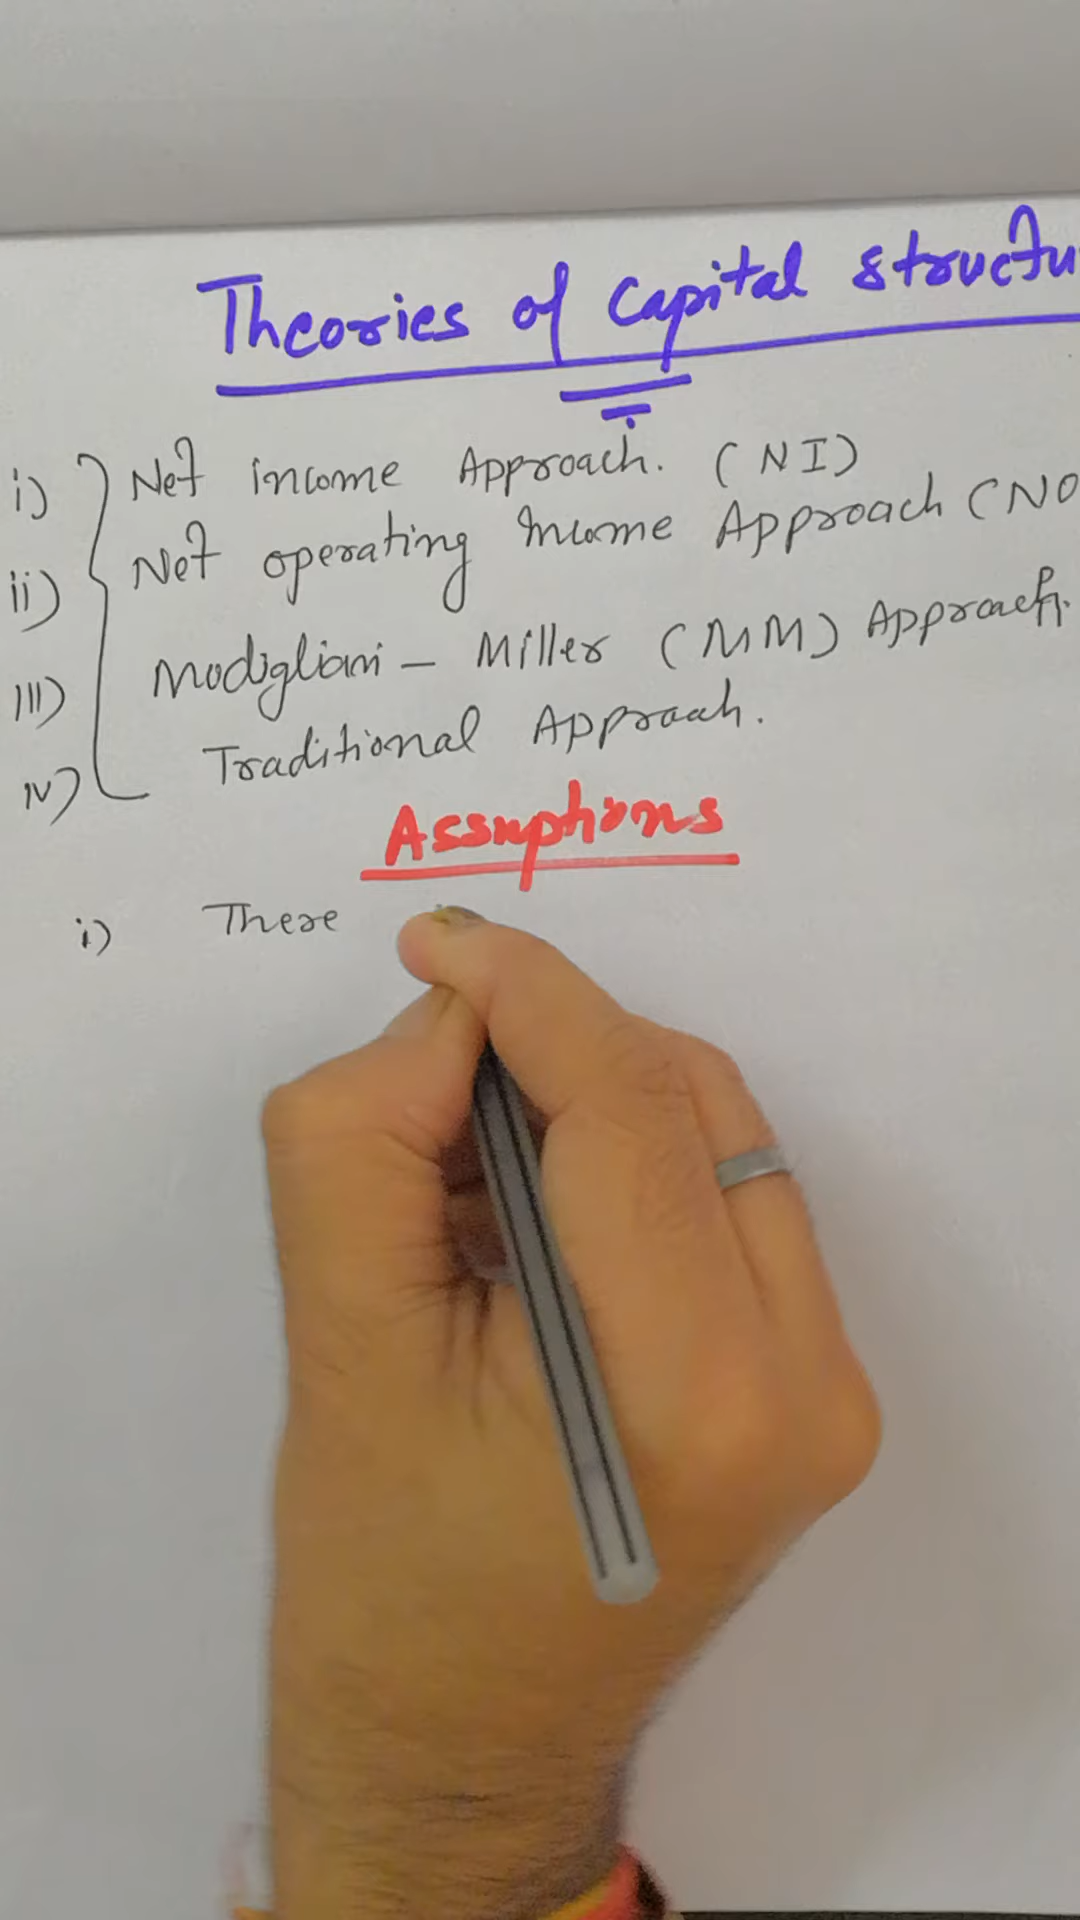 Theories of capital structu
i) Net income Approach. (NI)
ii) Net operating Income Approach (NO
III) Modigliani - Miller (MM) Approach.
IV) Traditional Approach.
Assuptions
i) There